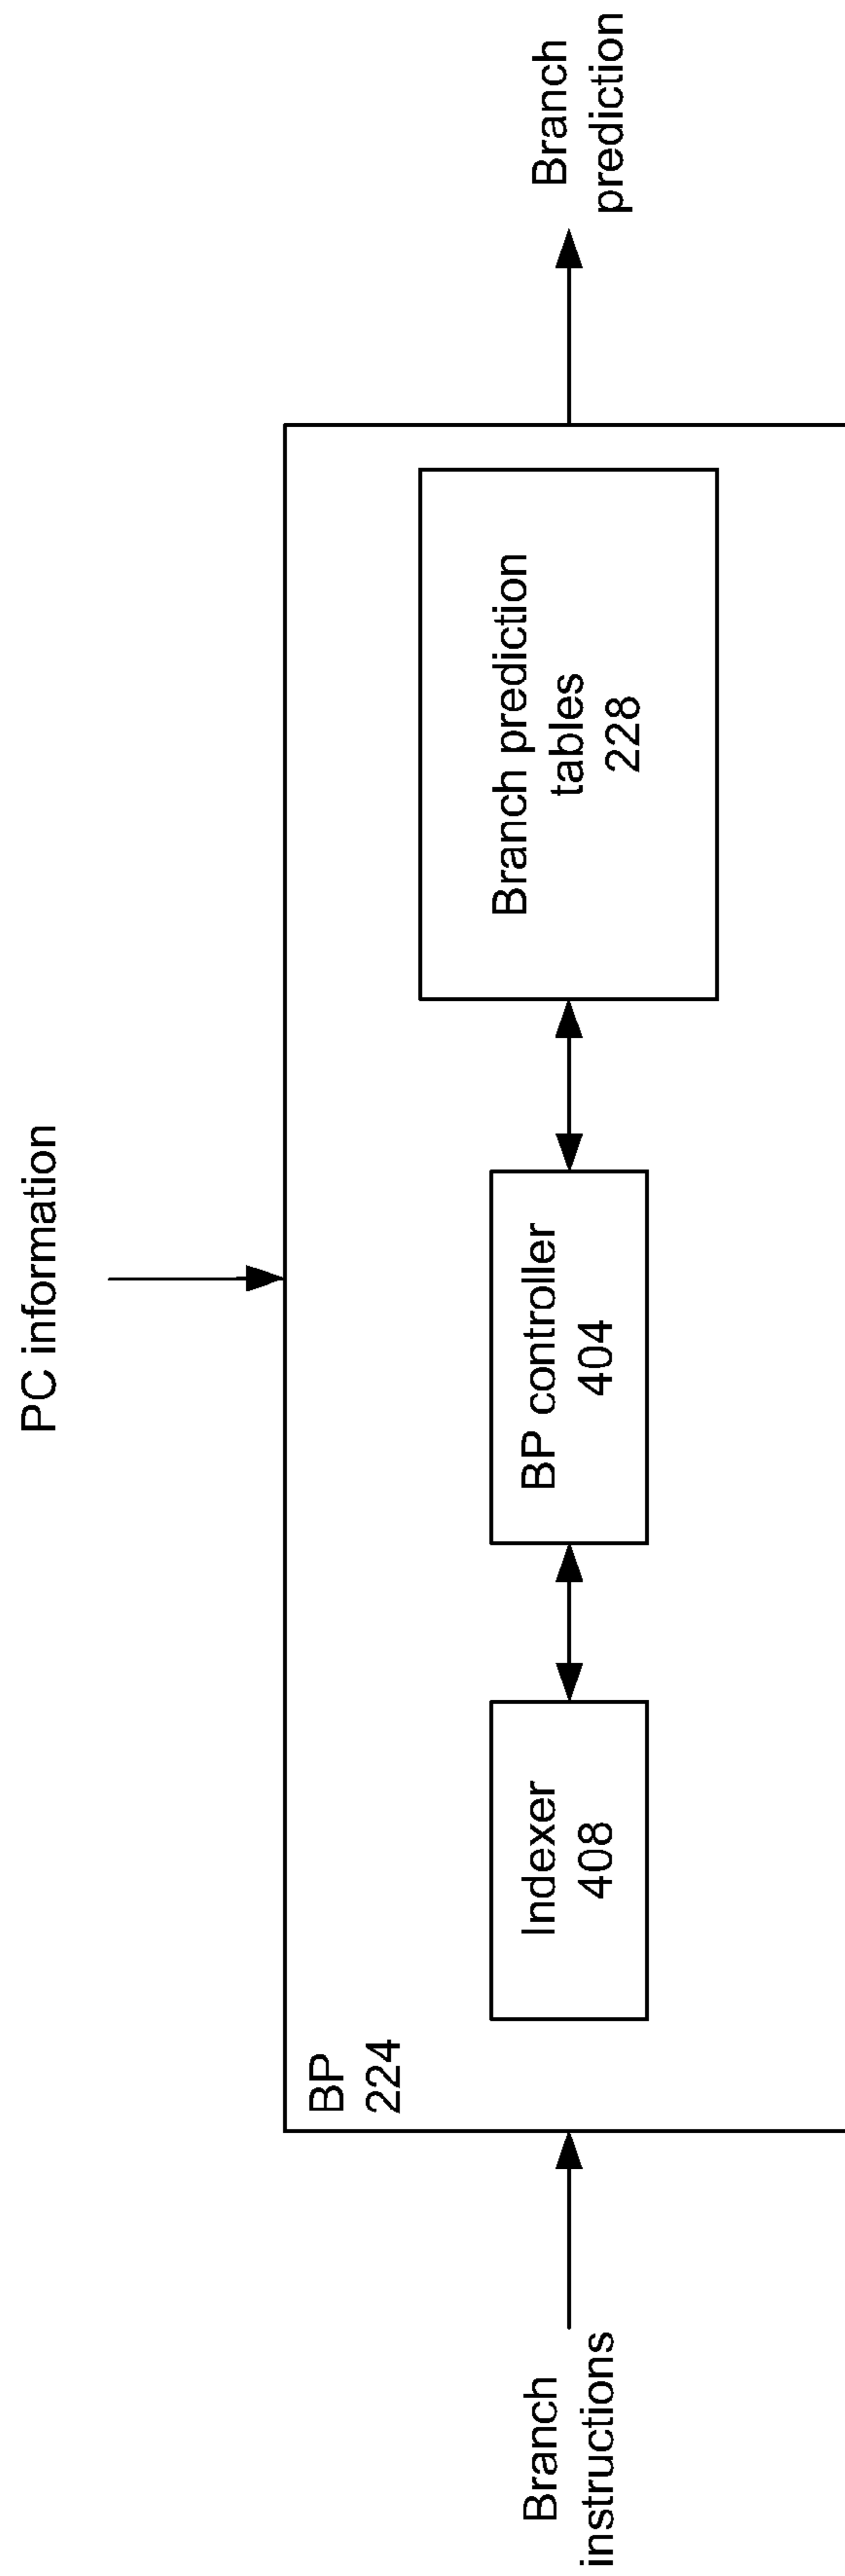 PC information
BP
224
Branch
instructions
Indexer
408
BP controller
404
Branch prediction
tables
228
Branch
prediction